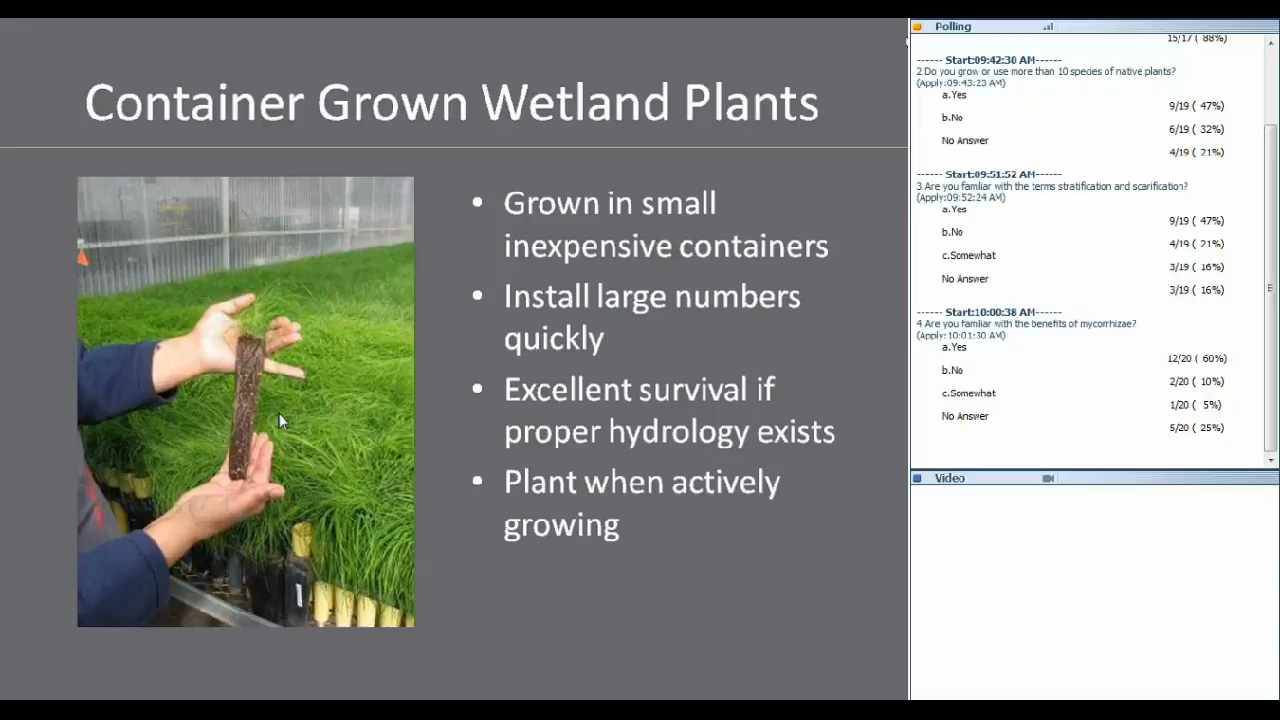 Container Grown Wetland Plants
• Grown in small
inexpensive containers
• Install large numbers
quickly
• Excellent survival if
proper hydrology exists
• Plant when actively
growing
Polling
15/17 ( 88%)
------ Start:09:42:30 AM------
2.Do you grow or use more than 10 species of native plants?
(Apply:09:43:23 AM)
a.Yes
9/19 ( 47%)
b.No
6/19 ( 32%)
No Answer
4/19 ( 21%)
------ Start:09:51:52 AM------
3.Are you familiar with the terms stratification and scarification?
(Apply:09:52:24 AM)
a.Yes
9/19 ( 47%)
b.No
4/19 ( 21%)
c.Somewhat
3/19 ( 16%)
No Answer
3/19 ( 16%)
------ Start:10:00:38 AM------
4.Are you familiar with the benefits of mycorrhizae?
(Apply:10:01:30 AM)
a.Yes
12/20 ( 60%)
b.No
2/20 ( 10%)
c.Somewhat
1/20 ( 5%)
No Answer
5/20 ( 25%)
Video